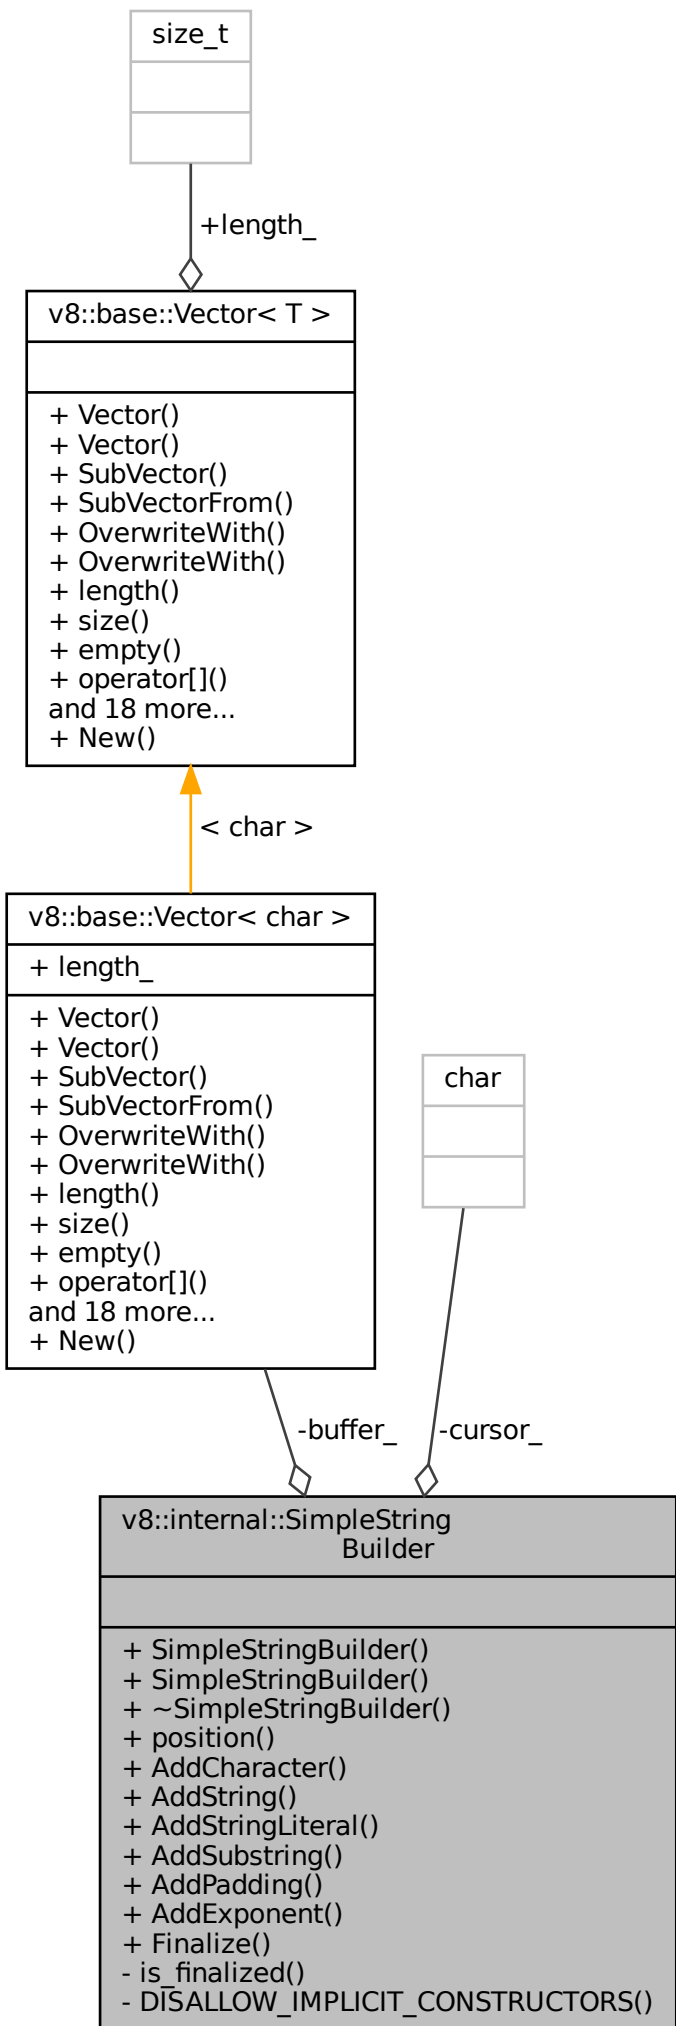 size_t
+length_
v8::base::Vector< T >
+ Vector()
+ Vector()
+ SubVector()
+ SubVectorFrom()
+ OverwriteWith()
+ OverwriteWith()
+ length()
+ size()
+ empty()
+ operator[]()
and 18 more...
+ New()
< char >
v8::base::Vector< char >
+ length_
+ Vector()
+ Vector()
+ SubVector()
+ SubVectorFrom()
+ OverwriteWith()
+ OverwriteWith()
+ length()
+ size()
+ empty()
+ operator[]()
and 18 more...
+ New()
char
-buffer_
-cursor_
v8::internal::SimpleString
Builder
+ SimpleStringBuilder()
+ SimpleStringBuilder()
+ ~SimpleStringBuilder()
+ position()
+ AddCharacter()
+ AddString()
+ AddStringLiteral()
+ AddSubstring()
+ AddPadding()
+ AddExponent()
+ Finalize()
- is_finalized()
- DISALLOW_IMPLICIT_CONSTRUCTORS()